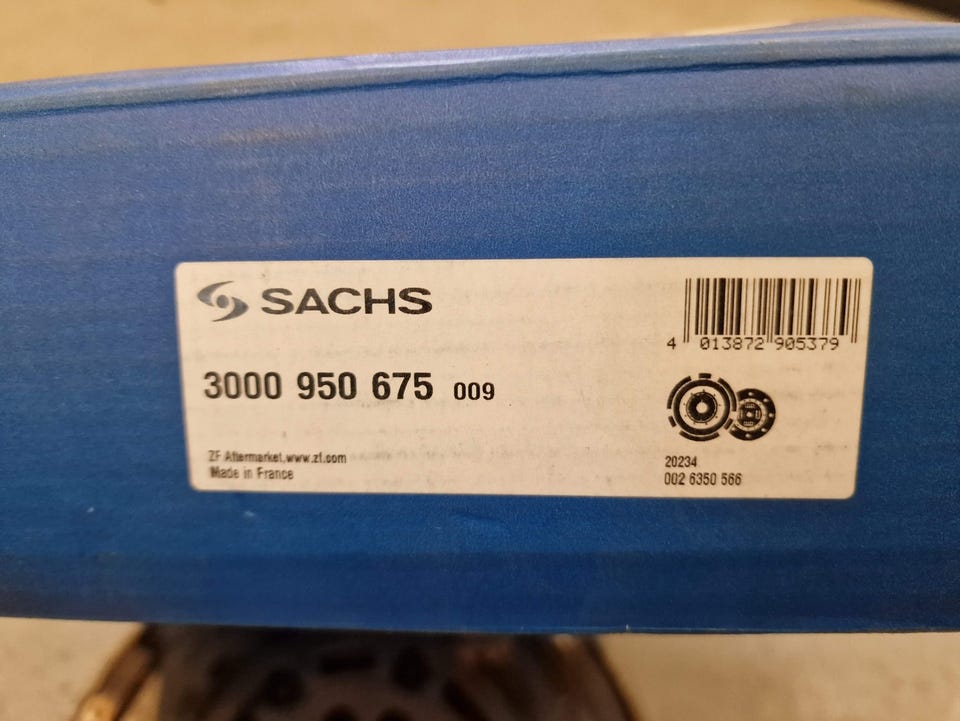 SACHS
4 013872 905379
3000 950 675 009
ZF Aftermarket,www.zf.com
Made in France
20234
002 6350 566